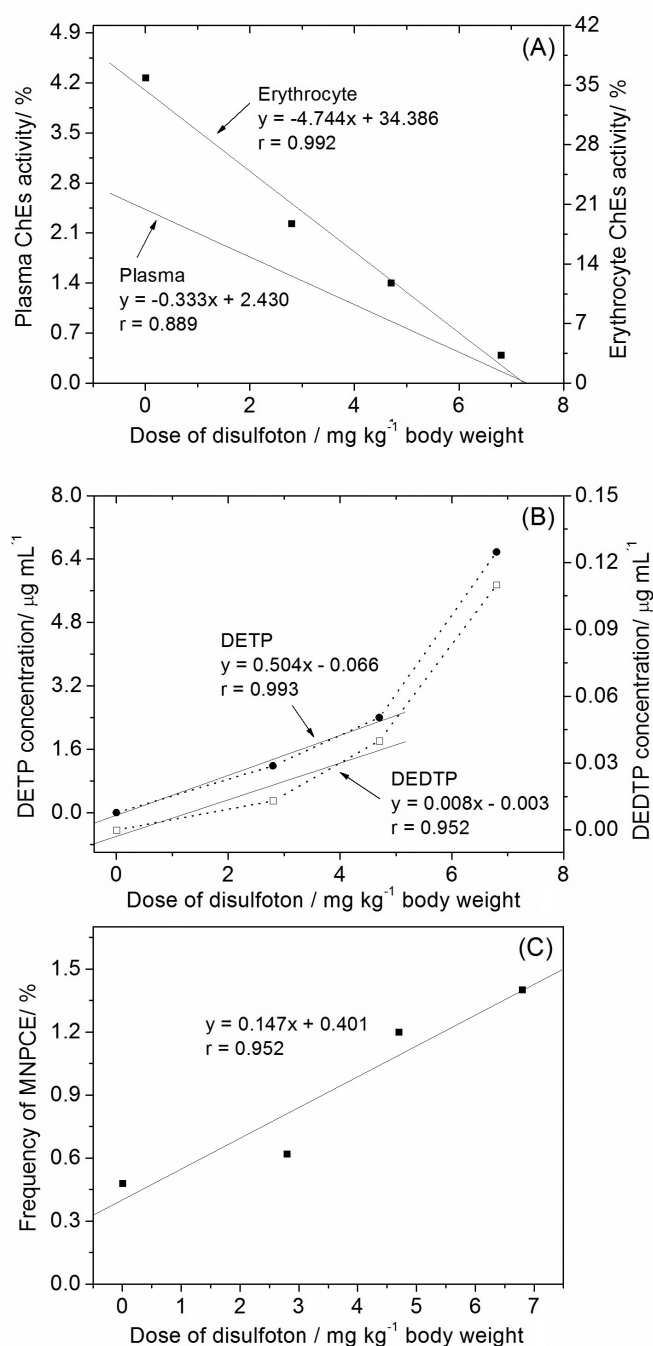 (A)
Plasma ChEs activity/ %
4.9
4.2
3.5
2.8
2.1
1.4
0.7
0.0
Erythrocyte
y = -4.744x + 34.386
r = 0.992
Plasma
y = -0.333x + 2.430
r = 0.889
42
35
28
21
14
7
0
Erythrocyte ChEs activity/ %
0 2 4 6 8
Dose of disulfoton / mg kg-1 body weight
(B)
DETP concentration/ µg mL-1
8.0
6.4
4.8
3.2
1.6
0.0
DETP
y = 0.504x - 0.066
r = 0.993
DEDTP
y = 0.008x - 0.003
r = 0.952
0.15
0.12
0.09
0.06
0.03
0.00
DEDTP concentration/ µg mL-1
0 2 4 6 8
Dose of disulfoton / mg kg-1 body weight
(C)
Frequency of MNPCE/ %
1.5
1.2
0.9
0.6
0.3
0.0
y = 0.147x + 0.401
r = 0.952
0 1 2 3 4 5 6 7
Dose of disulfoton / mg kg-1 body weight